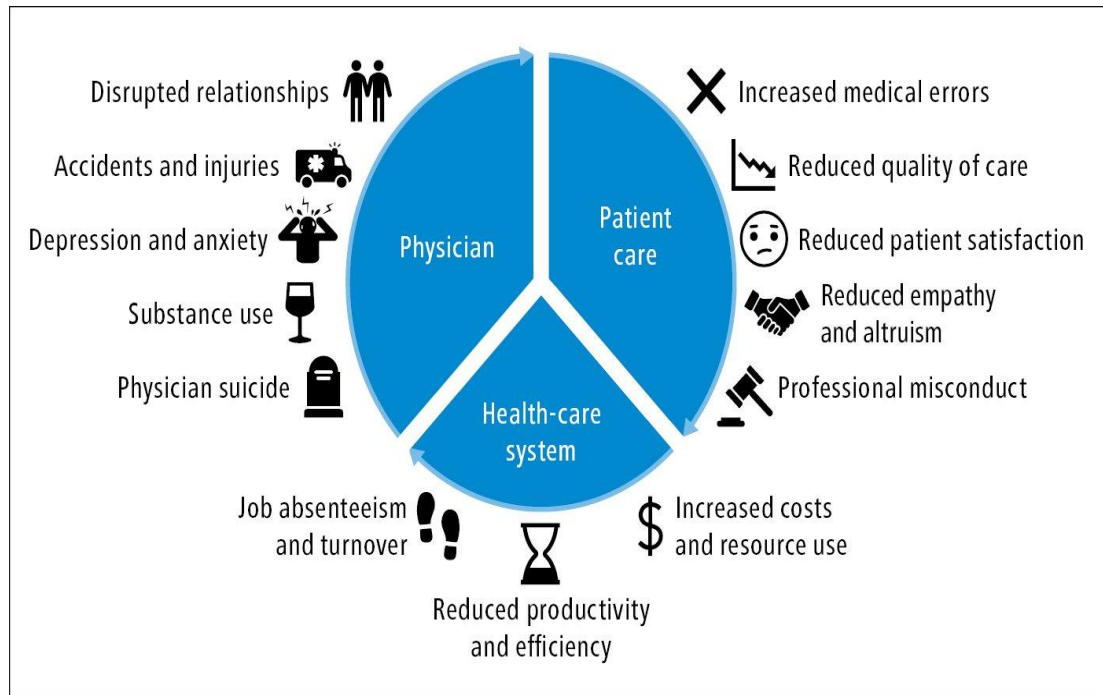 Disrupted relationships
Accidents and injuries
Depression and anxiety
Substance use
Physician suicide
Physician
Patient
care
Health-care
system
Increased medical errors
Reduced quality of care
Reduced patient satisfaction
Reduced empathy
and altruism
Professional misconduct
Job absenteeism
and turnover
Reduced productivity
and efficiency
$ Increased costs
and resource use